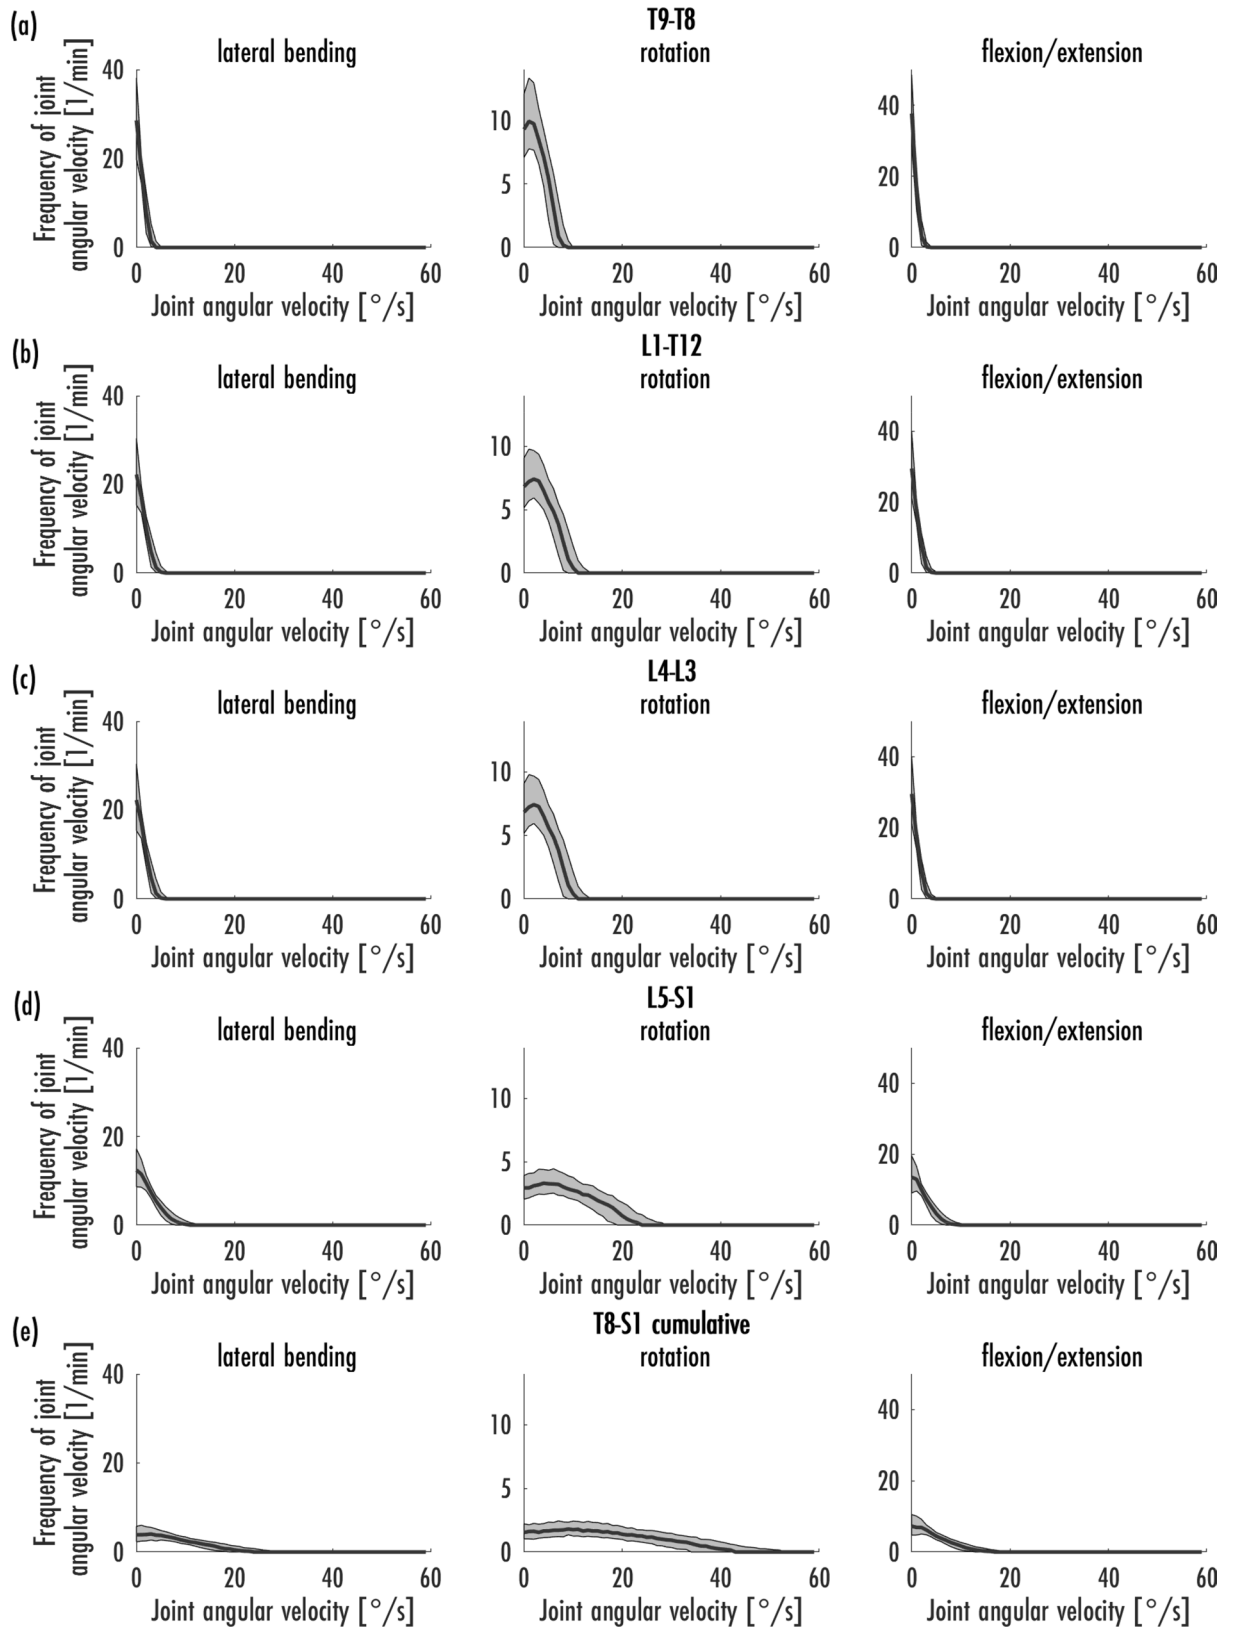 (a)
T9-T8
lateral bending
rotation
flexion/extension
Frequency of joint
angular velocity [1/min]
40
20
0
0 20 40 60
Joint angular velocity [°/s]
10
5
0
0 20 40 60
Joint angular velocity [°/s]
40
20
0
0 20 40 60
Joint angular velocity [°/s]
(b)
L1-T12
lateral bending
rotation
flexion/extension
Frequency of joint
angular velocity [1/min]
40
20
0
0 20 40 60
Joint angular velocity [°/s]
10
5
0
0 20 40 60
Joint angular velocity [°/s]
40
20
0
0 20 40 60
Joint angular velocity [°/s]
(c)
L4-L3
lateral bending
rotation
flexion/extension
Frequency of joint
angular velocity [1/min]
40
20
0
0 20 40 60
Joint angular velocity [°/s]
10
5
0
0 20 40 60
Joint angular velocity [°/s]
40
20
0
0 20 40 60
Joint angular velocity [°/s]
(d)
L5-S1
lateral bending
rotation
flexion/extension
Frequency of joint
angular velocity [1/min]
40
20
0
0 20 40 60
Joint angular velocity [°/s]
10
5
0
0 20 40 60
Joint angular velocity [°/s]
40
20
0
0 20 40 60
Joint angular velocity [°/s]
(e)
T8-S1 cumulative
lateral bending
rotation
flexion/extension
Frequency of joint
angular velocity [1/min]
40
20
0
0 20 40 60
Joint angular velocity [°/s]
10
5
0
0 20 40 60
Joint angular velocity [°/s]
40
20
0
0 20 40 60
Joint angular velocity [°/s]